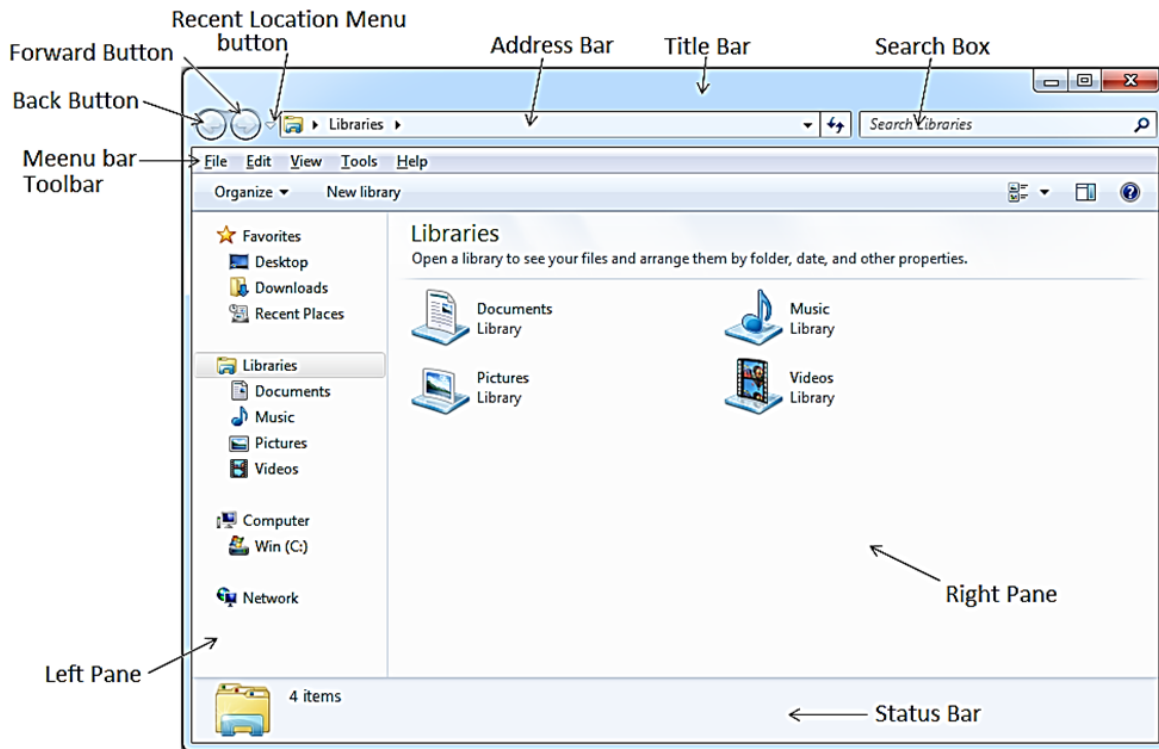 Recent Location Menu
button
Forward Button
Address Bar
Title Bar
Search Box
Back Button
Libraries
Search Libraries
Meenu bar
Toolbar
File Edit View Tools Help
Organize New library
Favorites
Desktop
Downloads
Recent Places
Libraries
Documents
Music
Pictures
Videos
Computer
Win (C:)
Network
Libraries
Open a library to see your files and arrange them by folder, date, and other properties.
Documents
Library
Music
Library
Pictures
Library
Videos
Library
Right Pane
Left Pane
4 items
Status Bar